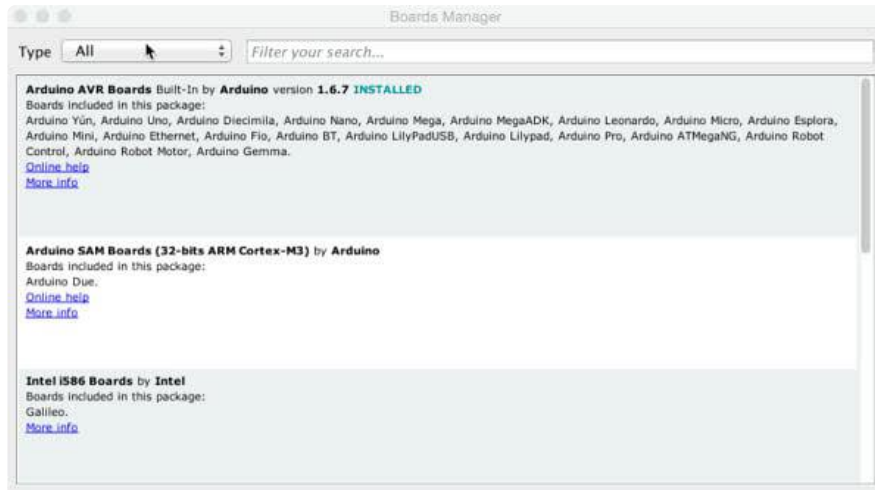 Boards Manager
Type All Filter your search...
Arduino AVR Boards Built-In by Arduino version 1.6.7 INSTALLED
Boards included in this package:
Arduino Yún, Arduino Uno, Arduino Diecimila, Arduino Nano, Arduino Mega, Arduino MegaADK, Arduino Leonardo, Arduino Micro, Arduino Esplora,
Arduino Mini, Arduino Ethernet, Arduino Fio, Arduino BT, Arduino LilyPadUSB, Arduino Lilypad, Arduino Pro, Arduino ATMegaNG, Arduino Robot
Control, Arduino Robot Motor, Arduino Gemma.
Online help
More info
Arduino SAM Boards (32-bits ARM Cortex-M3) by Arduino
Boards included in this package:
Arduino Due.
Online help
More info
Intel i586 Boards by Intel
Boards included in this package:
Galileo.
More info